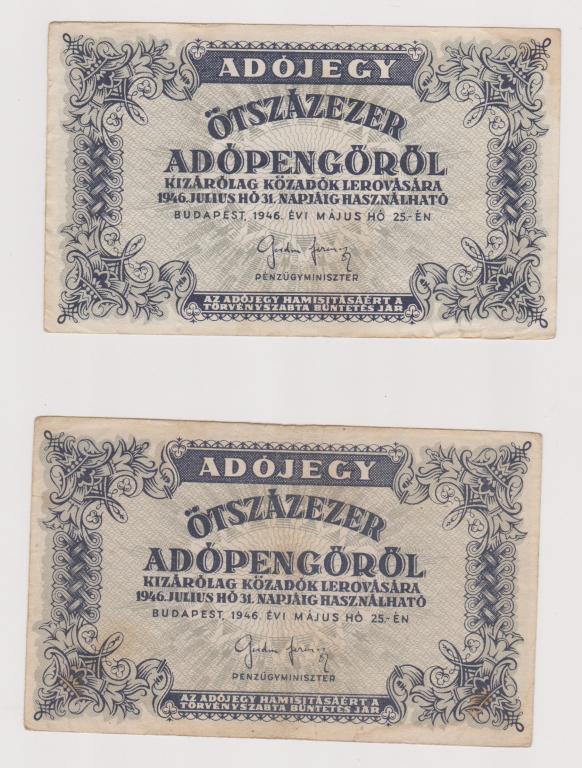 ADÓJEGY
ÖTSZÁZEZER
ADÓPENGŐRŐL
KIZÁRÓLAG KÖZADÓK LEROVÁSÁRA
1946. JULIUS HÓ 31. NAPJÁIG HASZNÁLHATÓ
BUDAPEST, 1946. ÉVI MÁJUS HÓ 25.-ÉN
PÉNZÜGYMINISZTER
AZ ADÓJEGY HAMISITÁSAÉRT A
TÖRVÉNYSZABTA BÜNTETÉS JÁR
ADÓJEGY
ÖTSZÁZEZER
ADÓPENGŐRŐL
KIZÁRÓLAG KÖZADÓK LEROVÁSÁRA
1946. JULIUS HÓ 31. NAPJÁIG HASZNÁLHATÓ
BUDAPEST, 1946. ÉVI MÁJUS HÓ 25.-ÉN
PÉNZÜGYMINISZTER
AZ ADÓJEGY HAMISITÁSAÉRT A
TÖRVÉNYSZABTA BÜNTETÉS JÁR